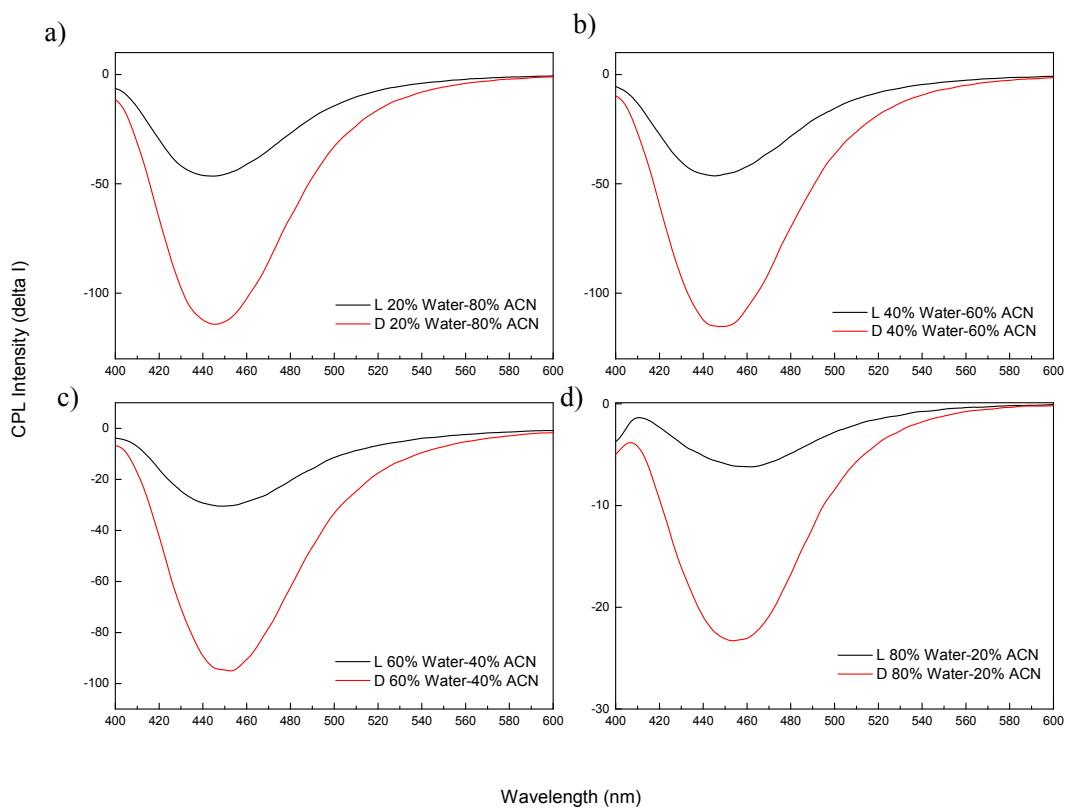 a)
0
-50
-100
400 420 440 460 480 500 520 540 560 580 600
L 20% Water-80% ACN
D 20% Water-80% ACN
b)
0
-50
-100
400 420 440 460 480 500 520 540 560 580 600
L 40% Water-60% ACN
D 40% Water-60% ACN
c)
0
-20
-40
-60
-80
-100
400 420 440 460 480 500 520 540 560 580 600
L 60% Water-40% ACN
D 60% Water-40% ACN
d)
0
-10
-20
-30
400 420 440 460 480 500 520 540 560 580 600
L 80% Water-20% ACN
D 80% Water-20% ACN
CPL Intensity (delta I)
Wavelength (nm)